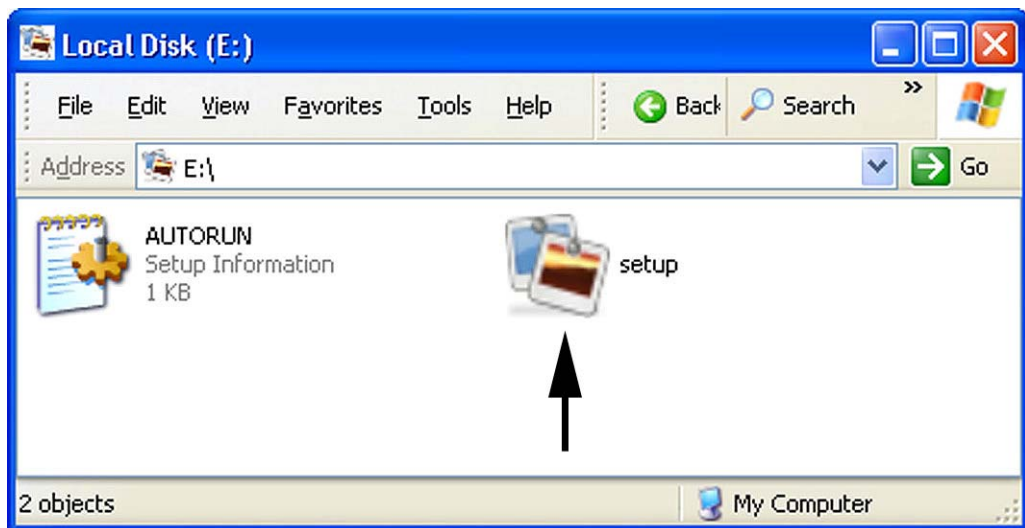 Local Disk (E:)
File Edit View Favorites Tools Help Back Search »
Address E:\ Go
AUTORUN
Setup Information
1 KB
setup
2 objects My Computer